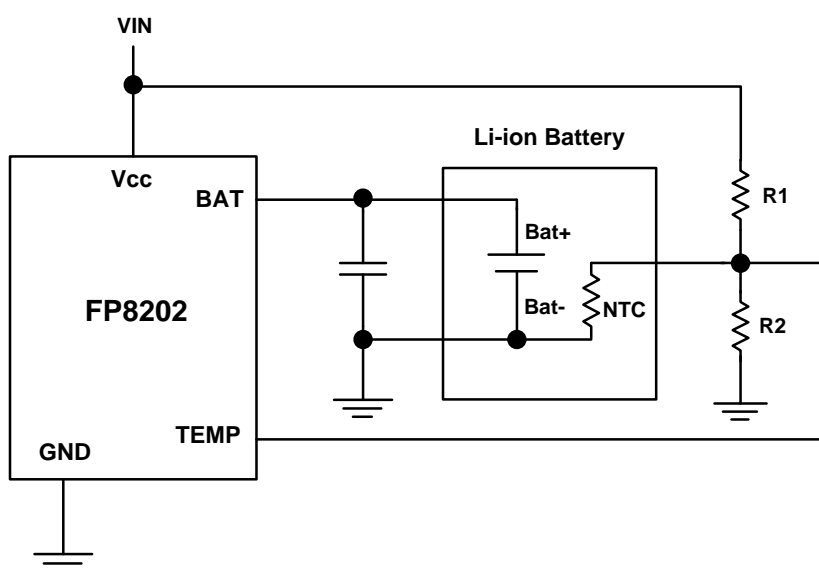 VIN
Li-ion Battery
Vcc
BAT
R1
Bat+
FP8202
Bat-
NTC
R2
TEMP
GND